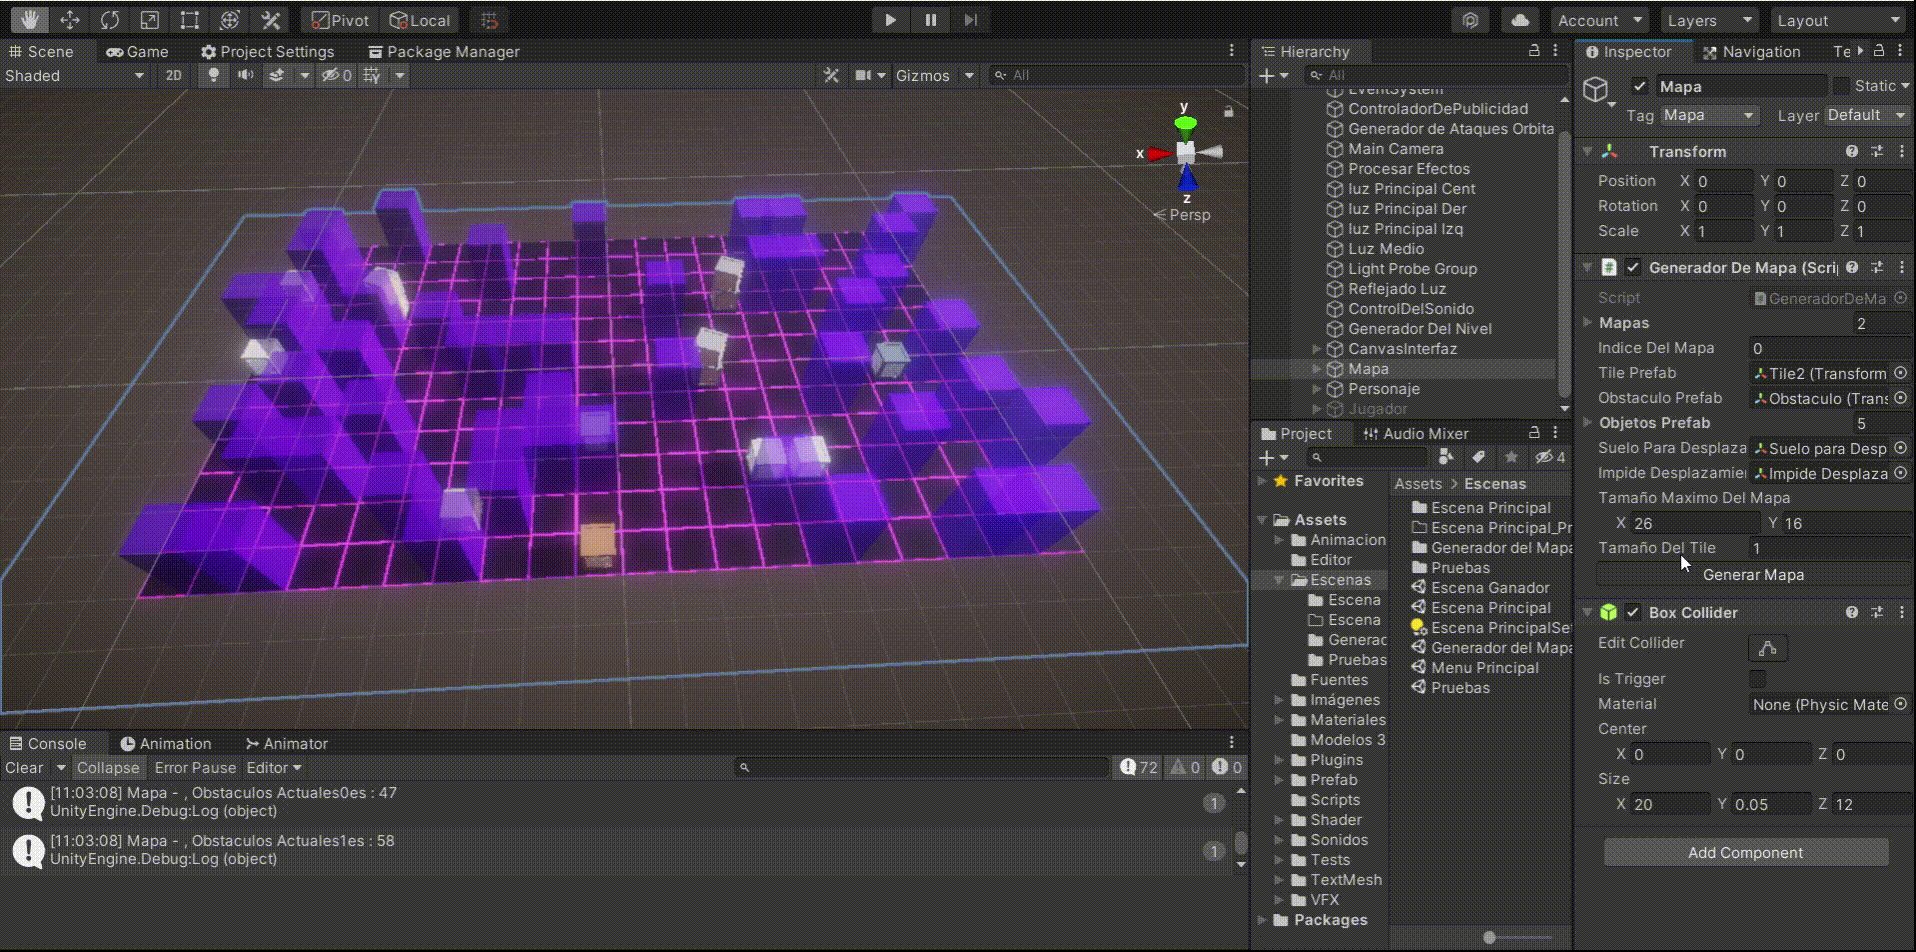 Pivot Local Account Layers Layout
Scene Game Project Settings Package Manager
Shaded 2D 0 Gizmos All
y
x
z
Persp
Console Animation Animator
Clear Collapse Error Pause Editor 72 0 0
[11:03:08] Mapa - , Obstaculos Actuales0es : 47
UnityEngine.Debug:Log (object)
1
[11:03:08] Mapa - , Obstaculos Actuales1es : 58
UnityEngine.Debug:Log (object)
1
Hierarchy
All
EventSystem
ControladorDePublicidad
Generador de Ataques Orbita
Main Camera
Procesar Efectos
luz Principal Cent
luz Principal Der
luz Principal Izq
Luz Medio
Light Probe Group
Reflejado Luz
ControlDelSonido
Generador Del Nivel
CanvasInterfaz
Mapa
Personaje
Jugador
Project Audio Mixer
4
Favorites
Assets
Animacion
Editor
Escenas
Escena
Escena
Generac
Pruebas
Fuentes
Imágenes
Materiales
Modelos 3
Plugins
Prefab
Scripts
Shader
Sonidos
Tests
TextMesh
VFX
Packages
Assets > Escenas
Escena Principal
Escena Principal_Pr
Generador del Mapa
Pruebas
Escena Ganador
Escena Principal
Escena PrincipalSe
Generador del Mapa
Menu Principal
Pruebas
Inspector Navigation Te
Mapa Static
Tag Mapa Layer Default
Transform
Position X 0 Y 0 Z 0
Rotation X 0 Y 0 Z 0
Scale X 1 Y 1 Z 1
Generador De Mapa (Scri
Script GeneradorDeMa
Mapas 2
Indice Del Mapa 0
Tile Prefab Tile2 (Transform
Obstaculo Prefab Obstaculo (Trans
Objetos Prefab 5
Suelo Para Desplaza Suelo para Desp
Impide Desplazamie Impide Desplaza
Tamaño Maximo Del Mapa
X 26 Y 16
Tamaño Del Tile 1
Generar Mapa
Box Collider
Edit Collider
Is Trigger
Material None (Physic Mate
Center
X 0 Y 0 Z 0
Size
X 20 Y 0.05 Z 12
Add Component